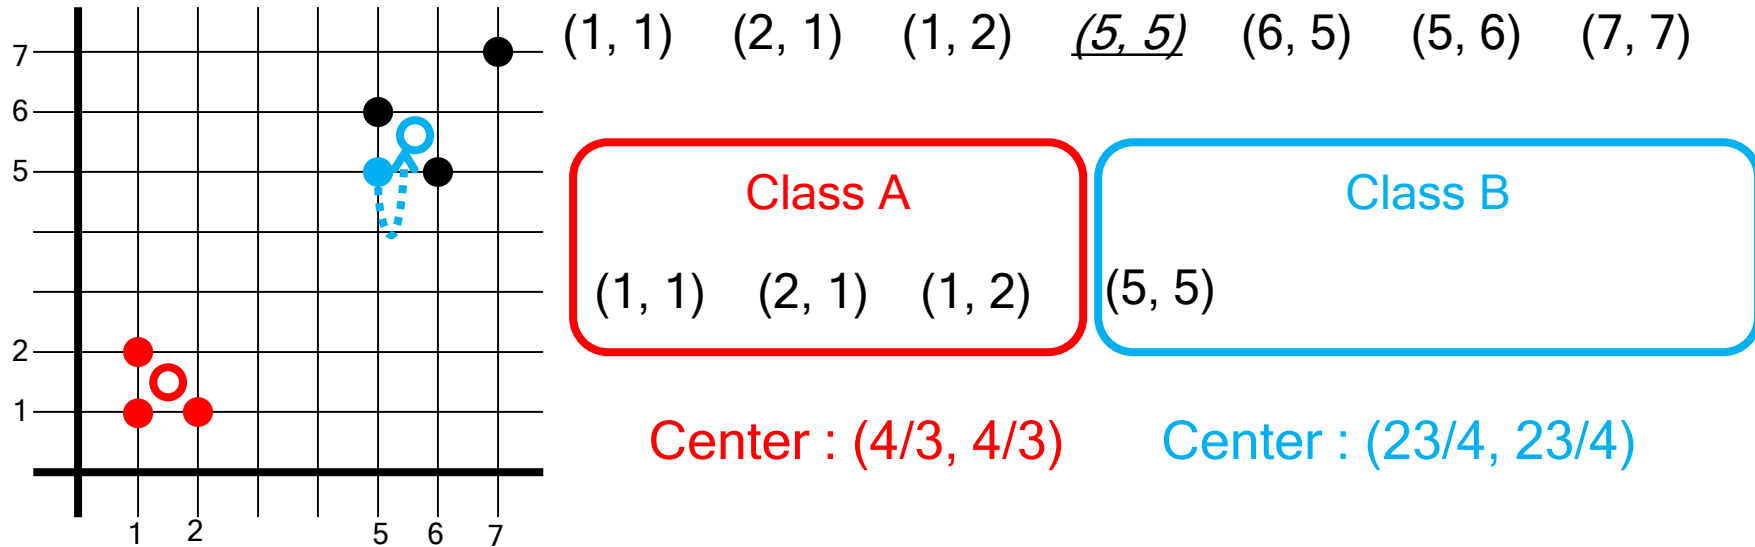 (1, 1) (2, 1) (1, 2) (5, 5) (6, 5) (5, 6) (7, 7)
7
6
5
2
1
1 2 5 6 7
Class A
(1, 1) (2, 1) (1, 2)
Center : (4/3, 4/3)
Class B
(5, 5)
Center : (23/4, 23/4)